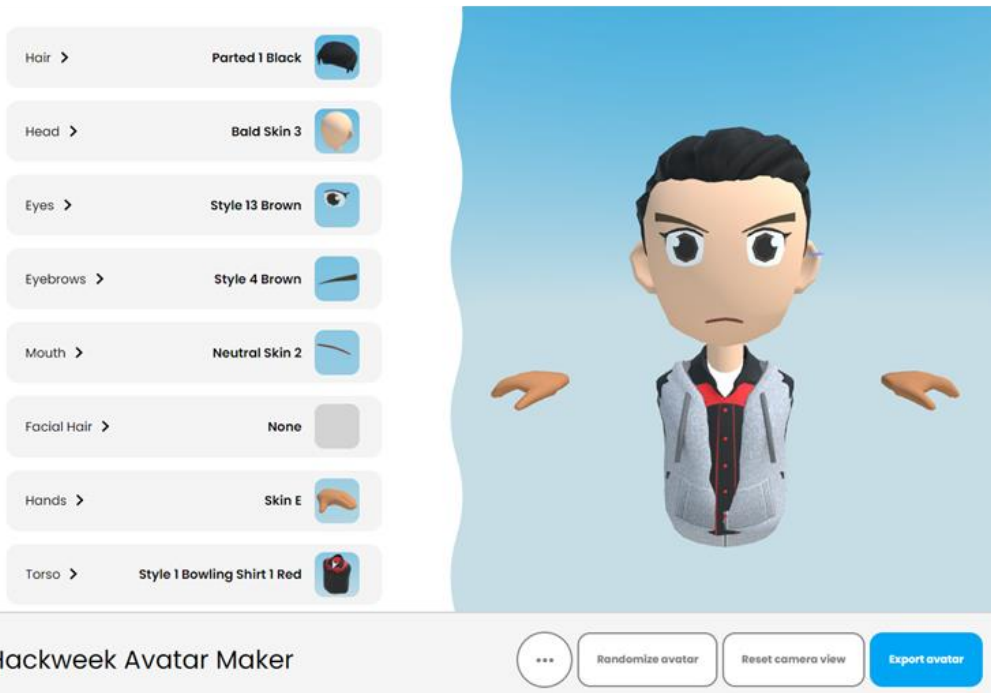 Hair > Parted 1 Black
Head > Bald Skin 3
Eyes > Style 13 Brown
Eyebrows > Style 4 Brown
Mouth > Neutral Skin 2
Facial Hair > None
Hands > Skin E
Torso > Style 1 Bowling Shirt 1 Red
Hackweek Avatar Maker
... Randomize avatar Reset camera view Export avatar